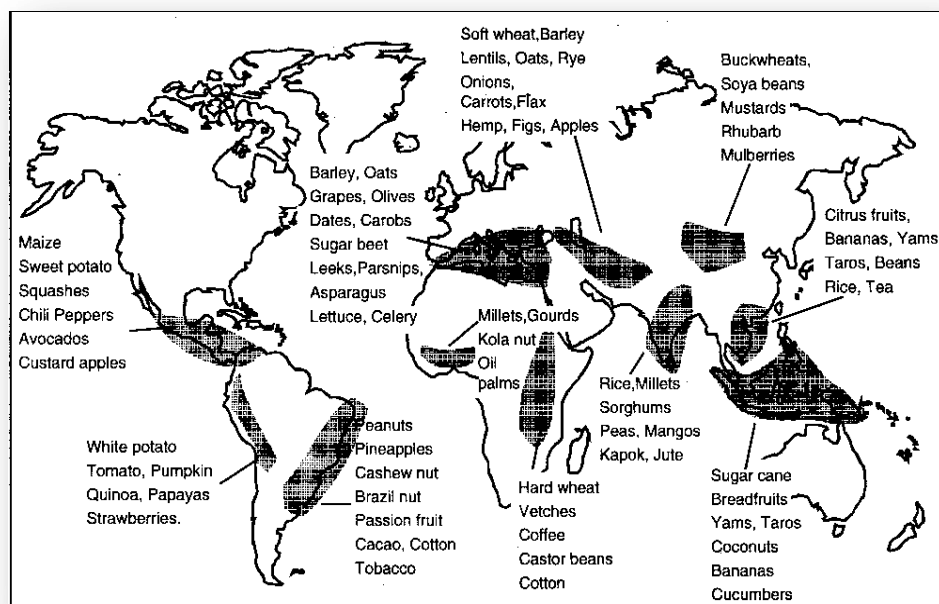 Soft wheat,Barley
Lentils, Oats, Rye
Onions,
Carrots,Flax
Hemp, Figs, Apples
Buckwheats,
Soya beans
Mustards
Rhubarb
Mulberries
Barley, Oats
Grapes, Olives
Dates, Carobs
Sugar beet
Leeks,Parsnips,
Asparagus
Lettuce, Celery
Citrus fruits,
Bananas, Yams
Taros, Beans
Rice, Tea
Maize
Sweet potato
Squashes
Chili Peppers
Avocados
Custard apples
Millets,Gourds
Kola nut
Oil
palms
Rice,Millets
Sorghums
Peas, Mangos
Kapok, Jute
White potato
Tomato, Pumpkin
Quinoa, Papayas
Strawberries.
Peanuts
Pineapples
Cashew nut
Brazil nut
Passion fruit
Cacao, Cotton
Tobacco
Hard wheat
Vetches
Coffee
Castor beans
Cotton
Sugar cane
Breadfruits
Yams, Taros
Coconuts
Bananas
Cucumbers